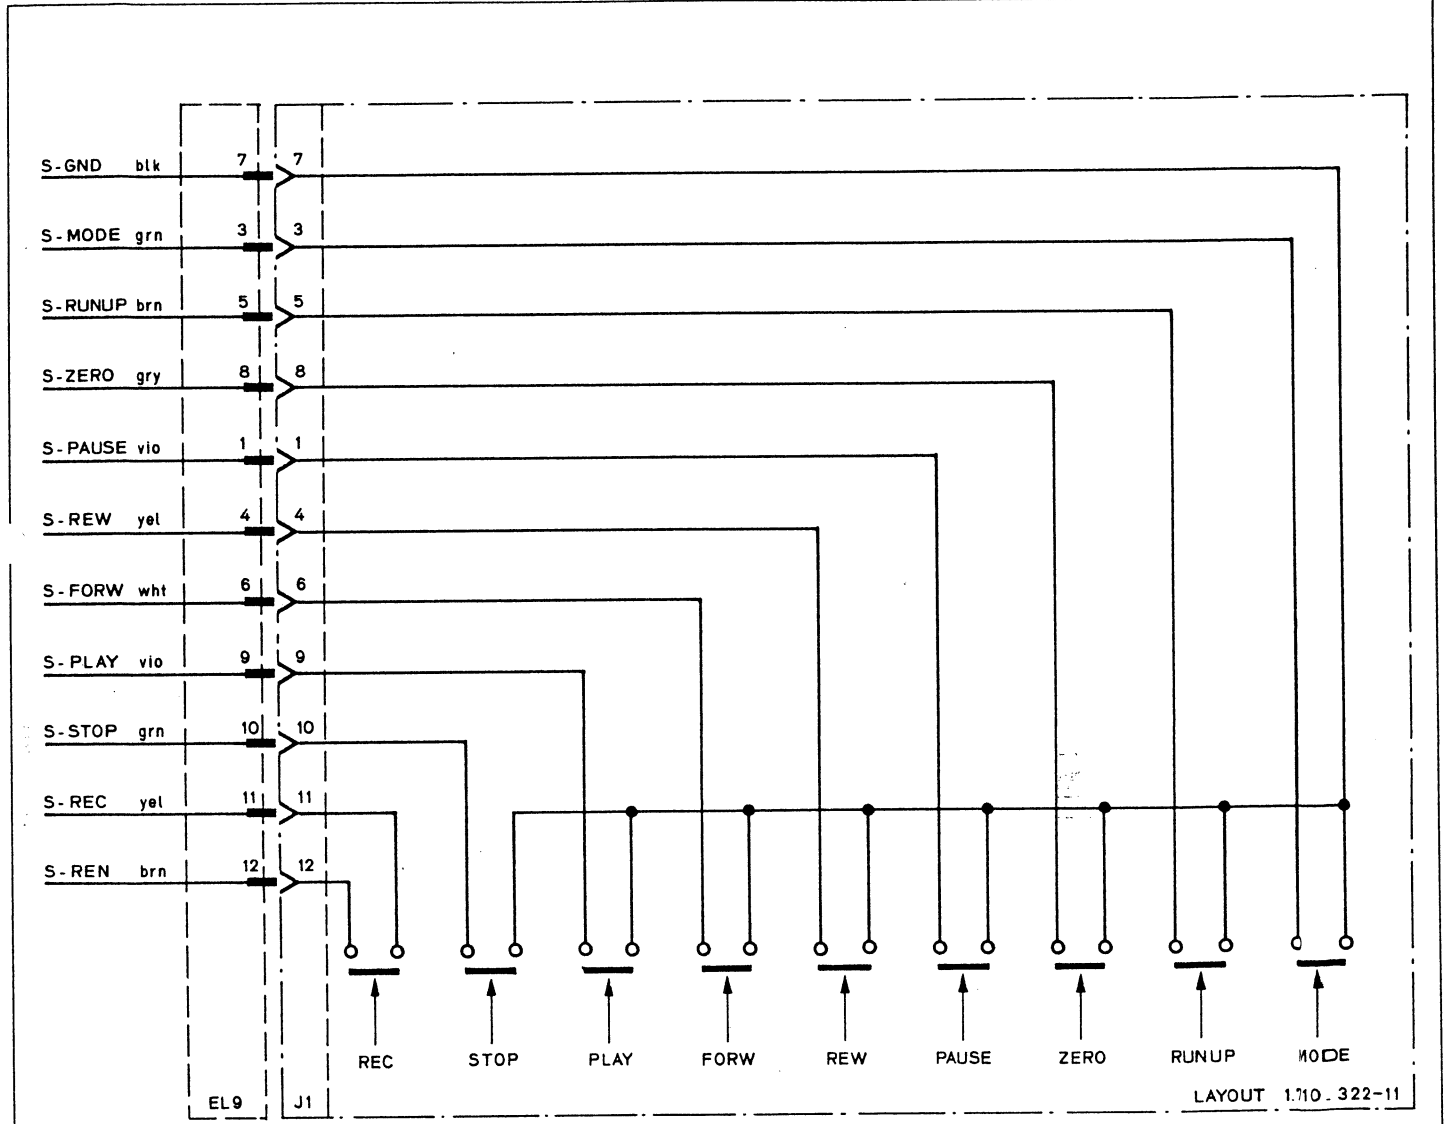 S-GND blk 7 7
S-MODE grn 3 3
S-RUNUP brn 5 5
S-ZERO gry 8 8
S-PAUSE vio 1 1
S-REW yel 4 4
S-FORW wht 6 6
S-PLAY vio 9 9
S-STOP grn 10 10
S-REC yel 11 11
S-REN brn 12 12
REC STOP PLAY FORW REW PAUSE ZERO RUNUP MODE
EL9 J1 LAYOUT 1.710.322-11